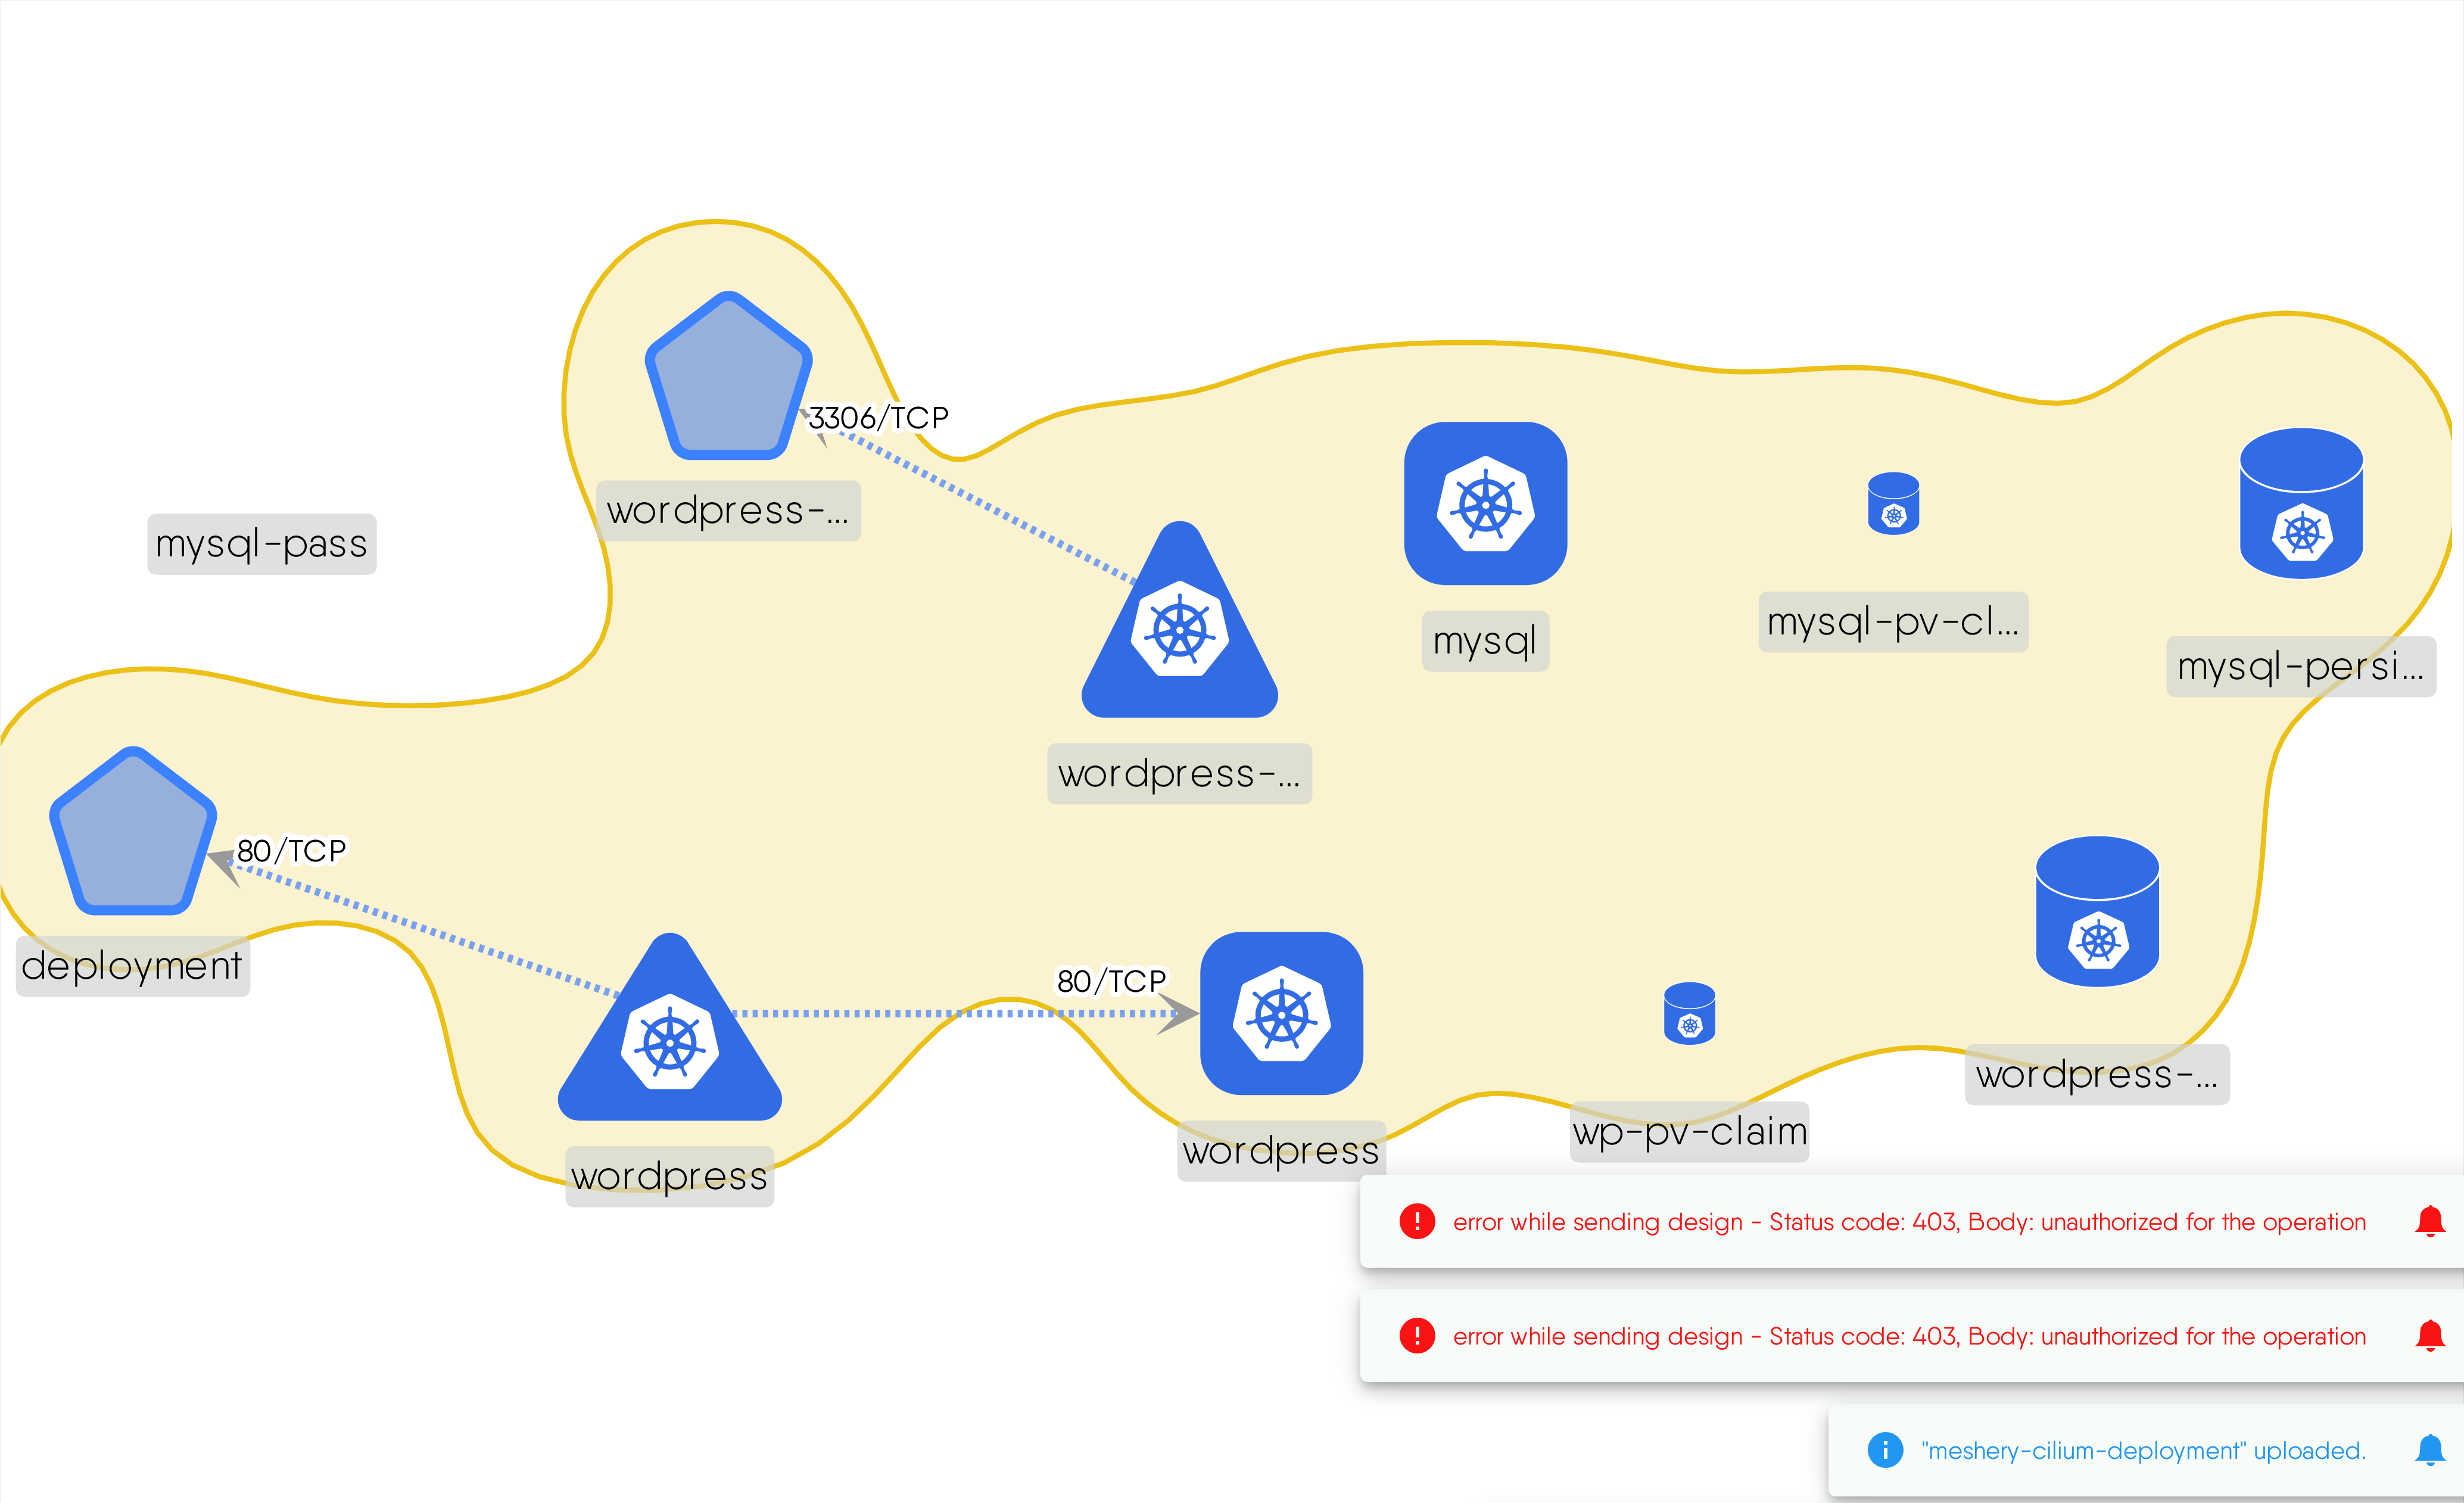 3306/TCP
wordpress-...
mysql-pass
mysql
mysql-pv-cl...
mysql-persi...
wordpress-...
80/TCP
deployment
80/TCP
wordpress-...
wp-pv-claim
wordpress
wordpress
error while sending design - Status code: 403, Body: unauthorized for the operation
error while sending design - Status code: 403, Body: unauthorized for the operation
"meshery-cilium-deployment" uploaded.